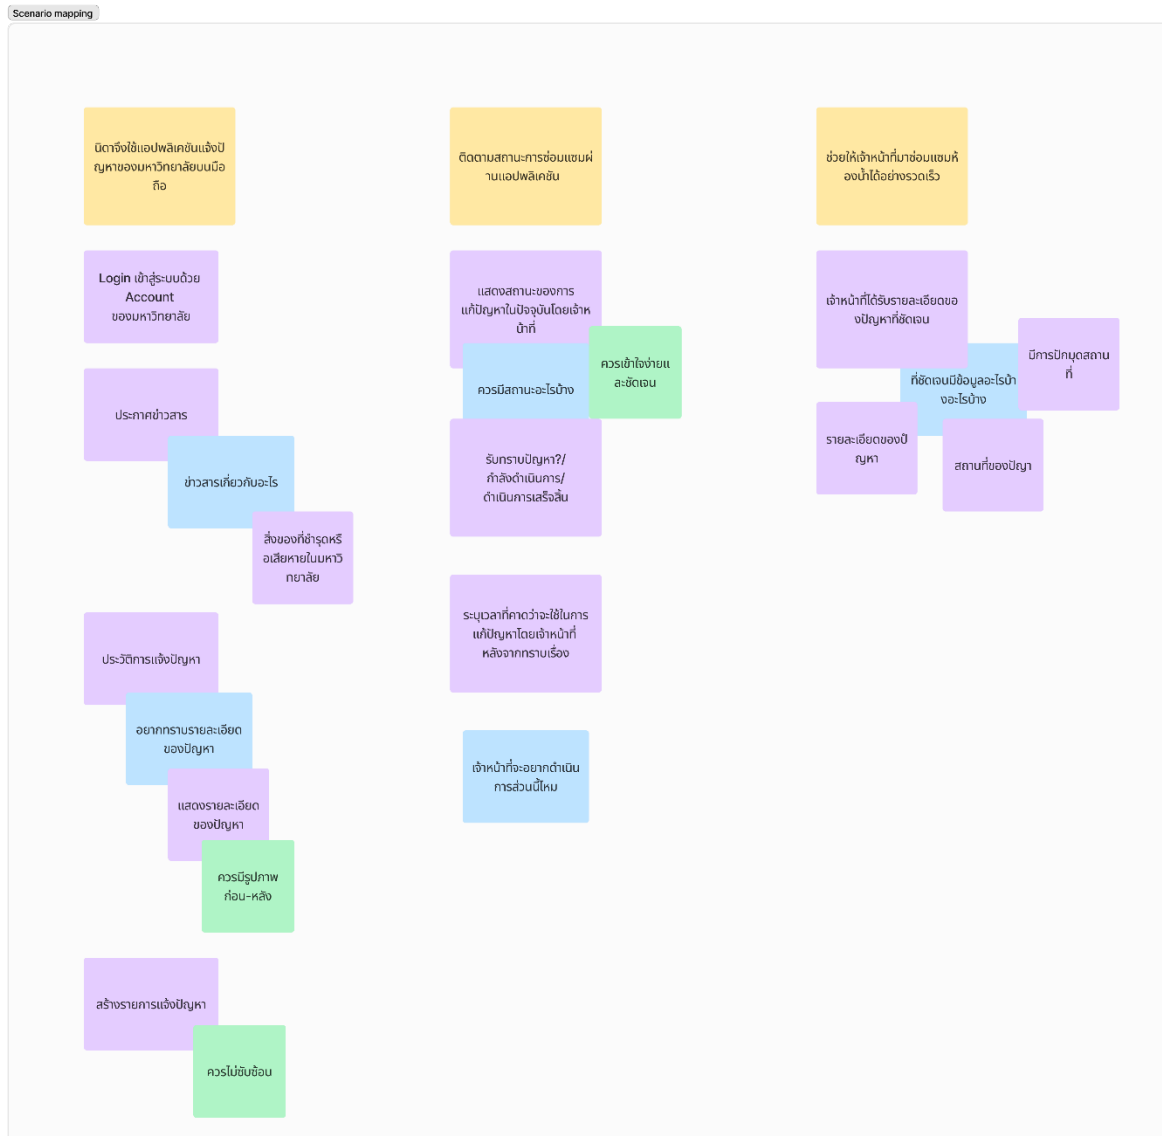 Scenario mapping
นิดาจึงใช้แอปพลิเคชันแจ้งปั
ญหาของมหาวิทยาลัยบนมือ
ถือ
Login เข้าสู่ระบบด้วย
Account
ของมหาวิทยาลัย
ประกาศข่าวสาร
ข่าวสารเกี่ยวกับอะไร
สิ่งของที่ชำรุดหรื
อเสียหายในมหาวิ
ทยาลัย
ประวัติการแจ้งปัญหา
อยากทราบรายละเอียด
ของปัญหา
แสดงรายละเอียด
ของปัญหา
ควรมีรูปภาพ
ก่อน-หลัง
สร้างรายการแจ้งปัญหา
ควรไม่ซับซ้อน
ติดตามสถานะการซ่อมแซมผ่
านแอปพลิเคชัน
แสดงสถานะของการ
แก้ปัญหาในปัจจุบันโดยเจ้าห
น้าที่
ควรเข้าใจง่ายแ
ละชัดเจน
ควรมีสถานะอะไรบ้าง
รับทราบปัญหา?/
กำลังดำเนินการ/
ดำเนินการเสร็จสิ้น
ระบุเวลาที่คาดว่าจะใช้ในการ
แก้ปัญหาโดยเจ้าหน้าที่
หลังจากทราบเรื่อง
เจ้าหน้าที่จะอยากดำเนิน
การส่วนนี้ไหม
ช่วยให้เจ้าหน้าที่มาซ่อมแซมห้
องน้ำได้อย่างรวดเร็ว
เจ้าหน้าที่ได้รับรายละเอียดขอ
งปัญหาที่ชัดเจน
มีการปักมุดสถาน
ที่
ที่ชัดเจนมีข้อมูลอะไรบ้า
งอะไรบ้าง
รายละเอียดของปั
ญหา
สถานที่ของปัญา